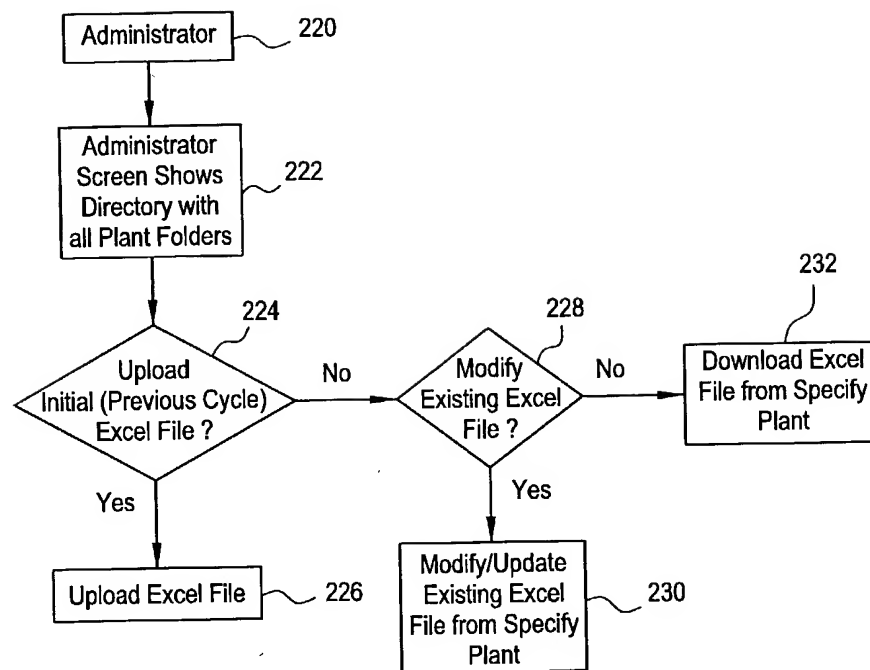 Administrator
220
Administrator
Screen Shows
Directory with
all Plant Folders
222
224
Upload
Initial (Previous Cycle)
Excel File ?
No
Yes
Upload Excel File
226
228
Modify
Existing Excel
File ?
No
Yes
Modify/Update
Existing Excel
File from Specify
Plant
230
232
Download Excel
File from Specify
Plant